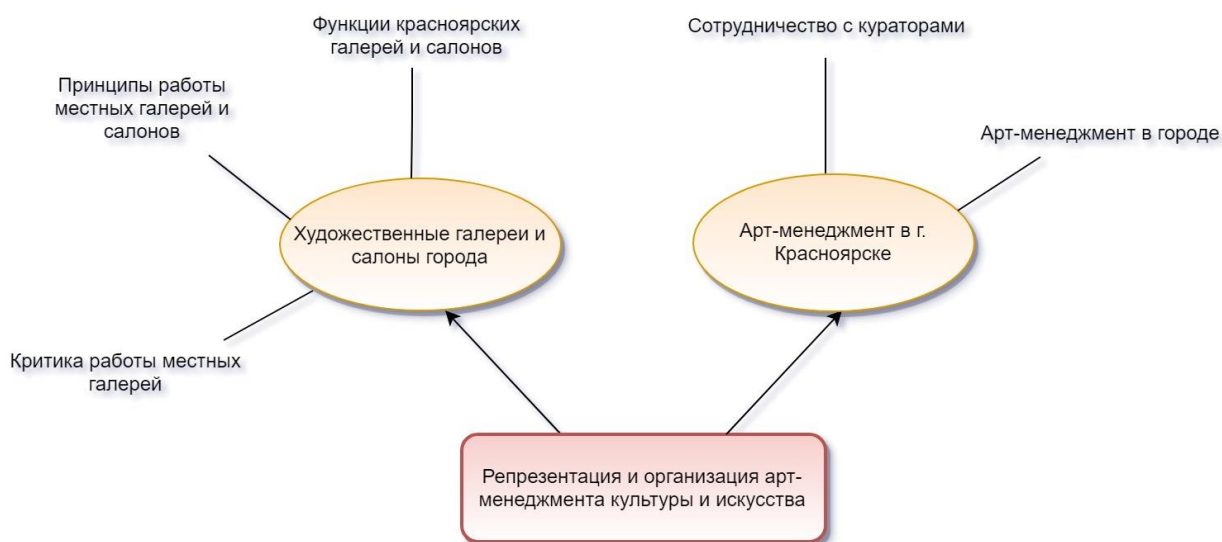 Функции красноярских
галерей и салонов
Сотрудничество с кураторами
Принципы работы
местных галерей и
салонов
Арт-менеджмент в городе
Художественные галереи и
салоны города
Арт-менеджмент в г.
Красноярске
Критика работы местных
галерей
Репрезентация и организация арт-
менеджмента культуры и искусства